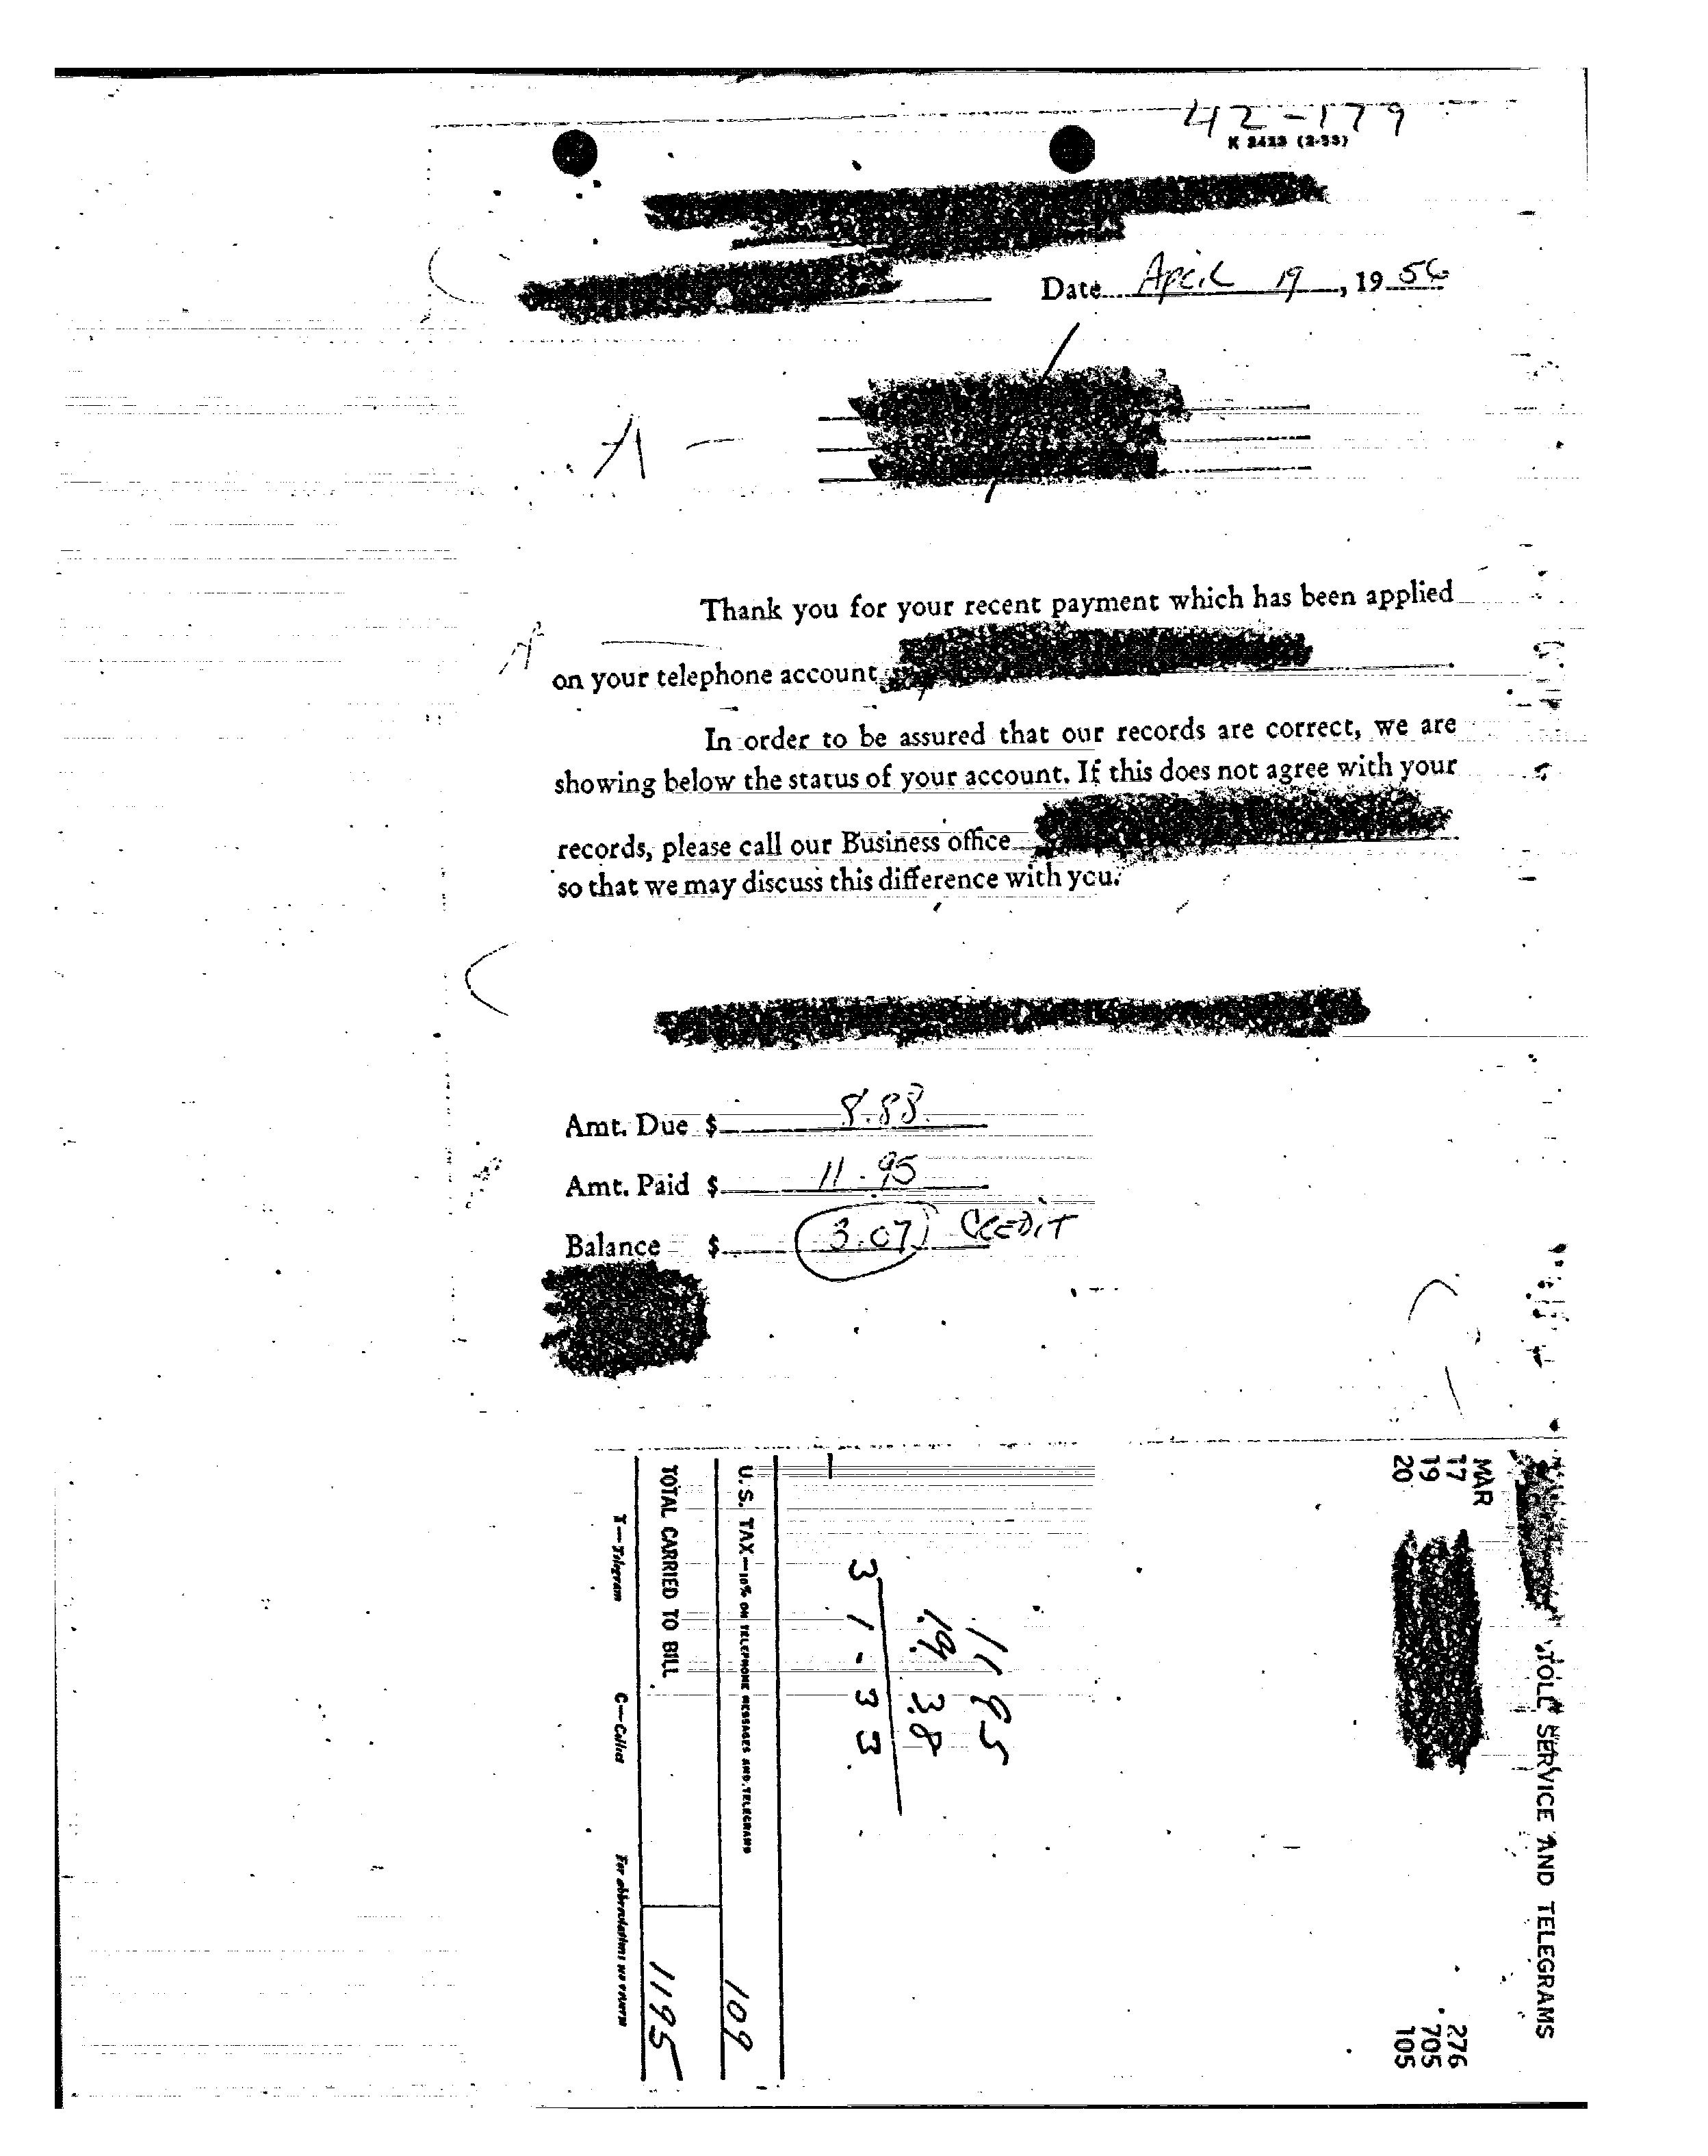 42-179
K 2423 (2-53)
Date April 19, 1956
A -
Thank you for your recent payment which has been applied
on your telephone account
In order to be assured that our records are correct, we are
showing below the status of your account. If this does not agree with your
records, please call our Business office
so that we may discuss this difference with you.
Amt. Due $ 8.88
Amt. Paid $ 11.95
Balance $ 3.07 CREDIT
TOLL SERVICE AND TELEGRAMS
MAR
17 276
19 705
20 105
11 95
19.38
31-33
U.S. TAX—10% ON TELEPHONE MESSAGES AND TELEGRAMS 109
TOTAL CARRIED TO BILL 1195
T—Telegram C—Collect For abbreviations see reverse